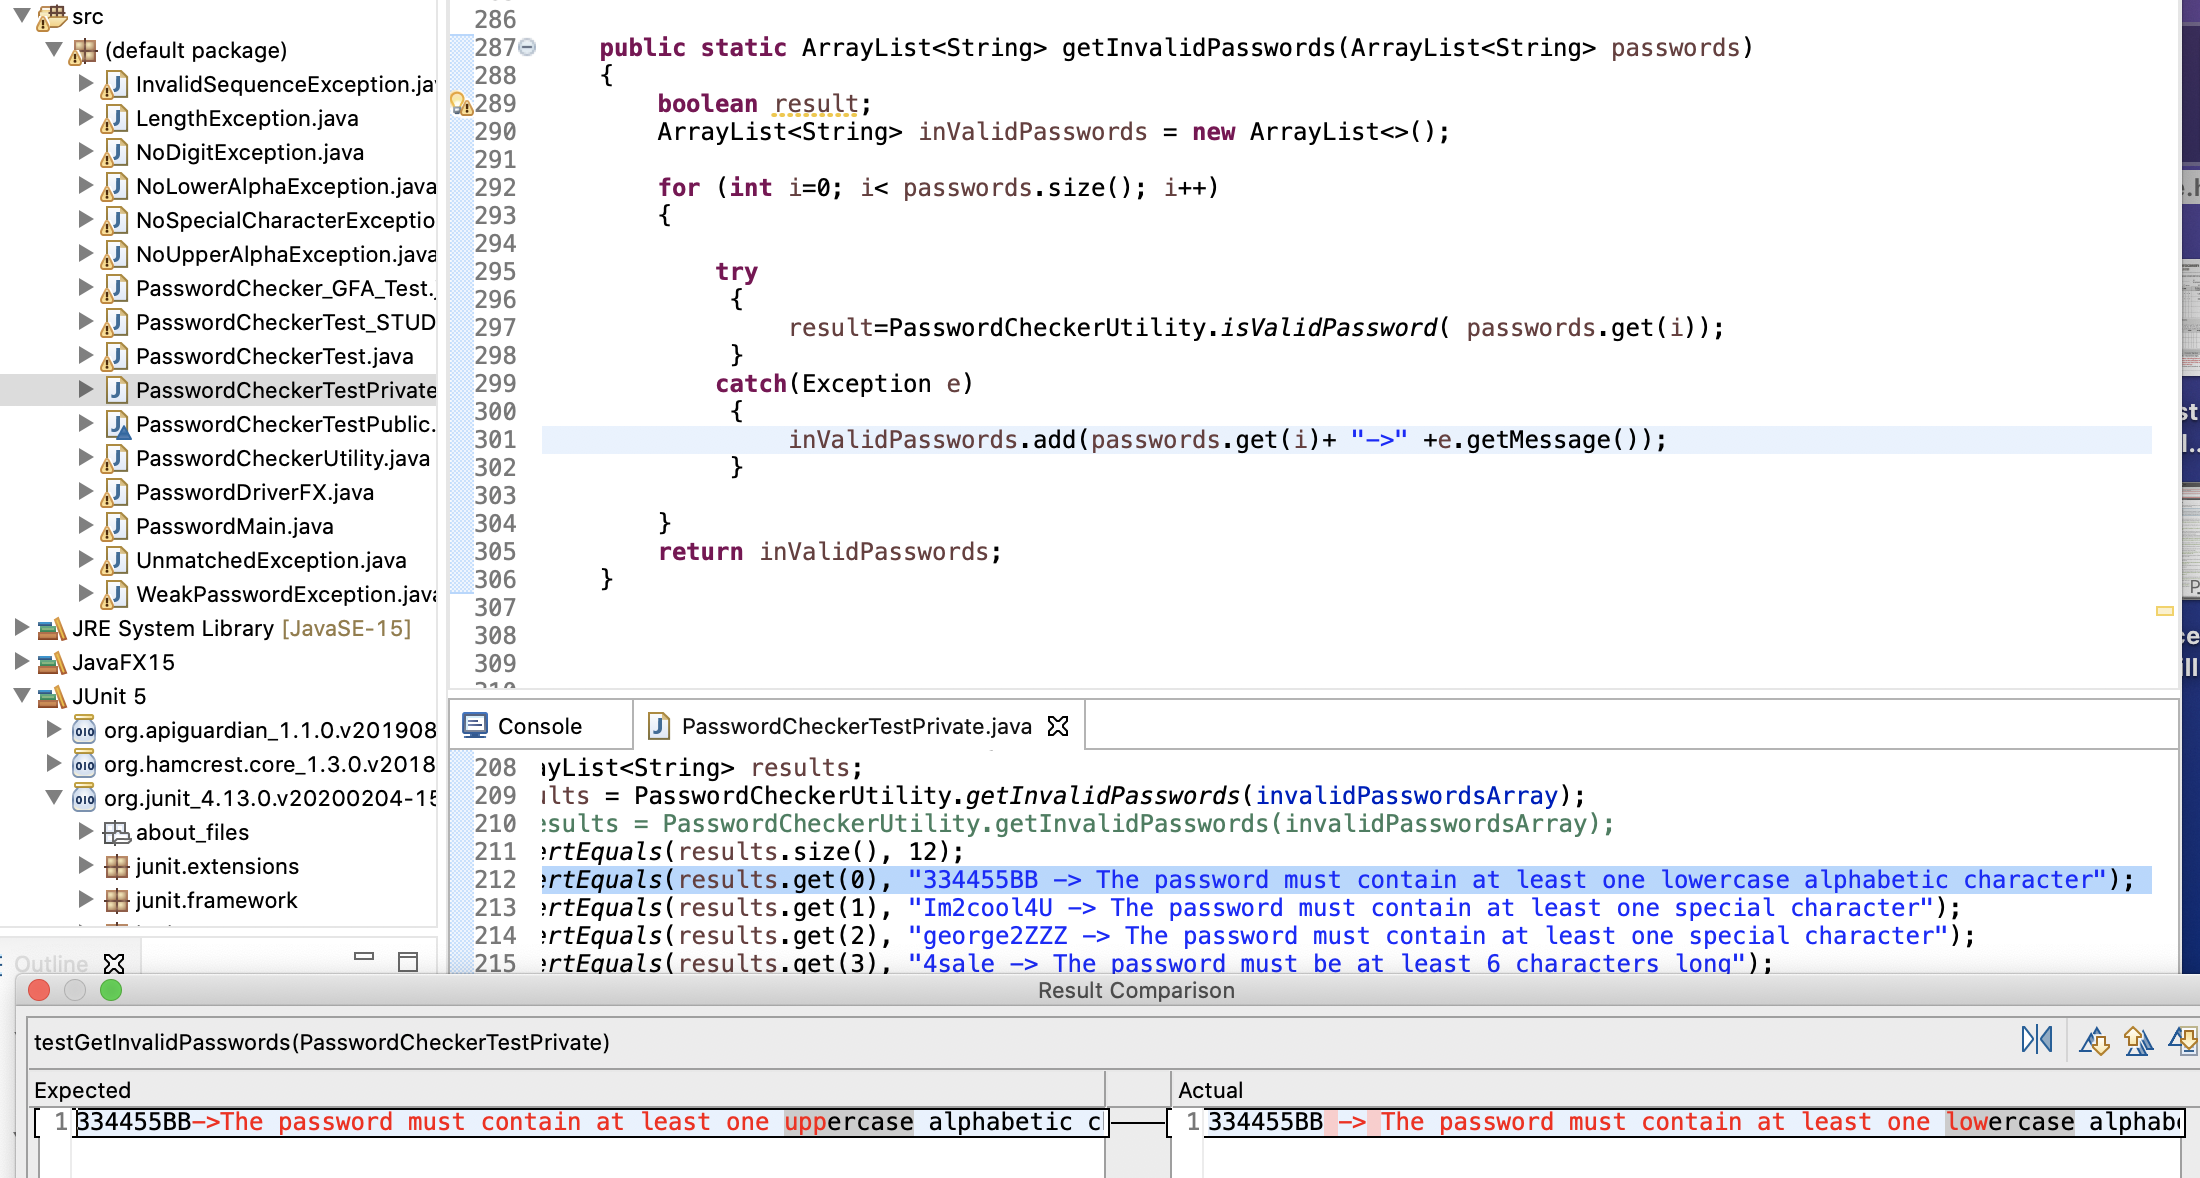 src
(default package)
InvalidSequenceException.ja
LengthException.java
NoDigitException.java
NoLowerAlphaException.java
NoSpecialCharacterExceptio
NoUpperAlphaException.java
PasswordChecker_GFA_Test.
PasswordCheckerTest_STUD
PasswordCheckerTest.java
PasswordCheckerTestPrivate
PasswordCheckerTestPublic.
PasswordCheckerUtility.java
PasswordDriverFX.java
PasswordMain.java
UnmatchedException.java
WeakPasswordException.java
JRE System Library [JavaSE-15]
JavaFX15
JUnit 5
org.apiguardian_1.1.0.v201908
org.hamcrest.core_1.3.0.v2018
org.junit_4.13.0.v20200204-15
about_files
junit.extensions
junit.framework
Outline
286
287 public static ArrayList<String> getInvalidPasswords(ArrayList<String> passwords)
288 {
289 boolean result;
290 ArrayList<String> inValidPasswords = new ArrayList<>();
291
292 for (int i=0; i< passwords.size(); i++)
293 {
294
295 try
296 {
297 result=PasswordCheckerUtility.isValidPassword( passwords.get(i));
298 }
299 catch(Exception e)
300 {
301 inValidPasswords.add(passwords.get(i)+ "->" +e.getMessage());
302 }
303
304 }
305 return inValidPasswords;
306 }
307
308
309
310
Console
PasswordCheckerTestPrivate.java
208 ayList<String> results;
209 ults = PasswordCheckerUtility.getInvalidPasswords(invalidPasswordsArray);
210 esults = PasswordCheckerUtility.getInvalidPasswords(invalidPasswordsArray);
211 ertEquals(results.size(), 12);
212 ertEquals(results.get(0), "334455BB -> The password must contain at least one lowercase alphabetic character");
213 ertEquals(results.get(1), "Im2cool4U -> The password must contain at least one special character");
214 ertEquals(results.get(2), "george2ZZZ -> The password must contain at least one special character");
215 ertEquals(results.get(3), "4sale -> The password must be at least 6 characters long");
Result Comparison
testGetInvalidPasswords(PasswordCheckerTestPrivate)
Expected
1 334455BB->The password must contain at least one uppercase alphabetic c
Actual
1 334455BB -> The password must contain at least one lowercase alphabe